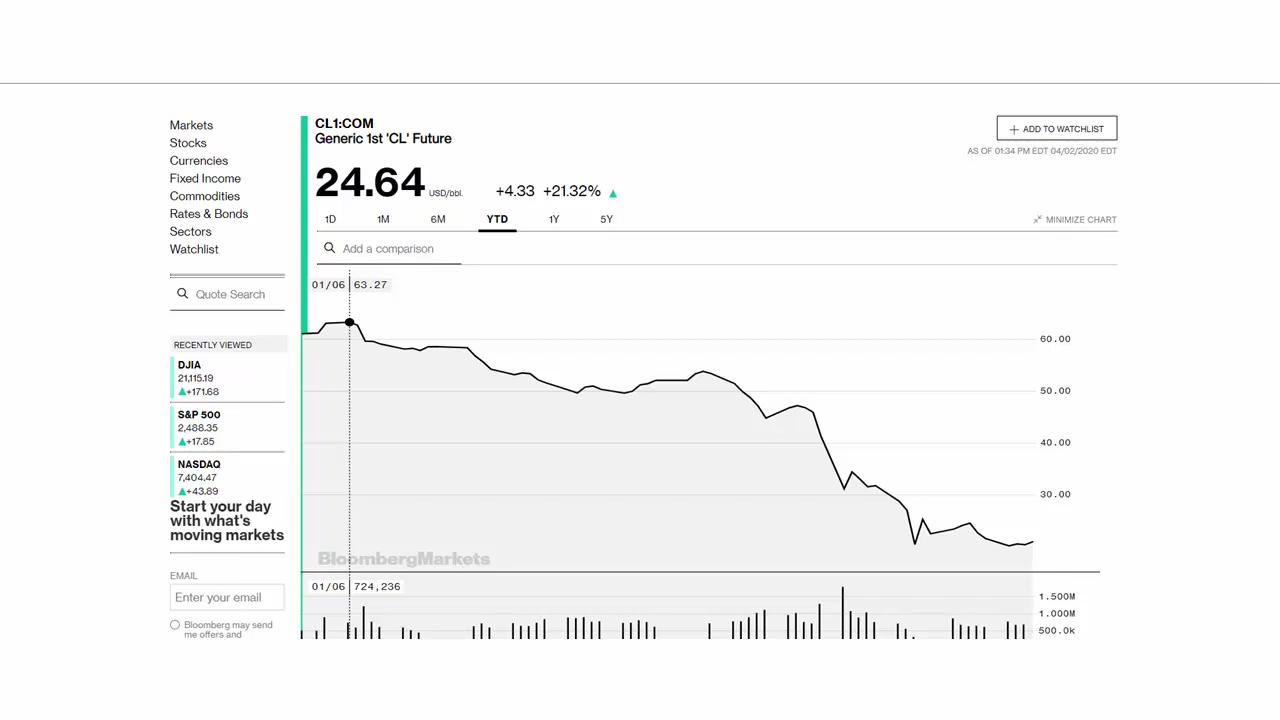 Markets
Stocks
Currencies
Fixed Income
Commodities
Rates & Bonds
Sectors
Watchlist
Quote Search
RECENTLY VIEWED
DJIA
21,115.19
▲+171.68
S&P 500
2,488.35
▲+17.85
NASDAQ
7,404.47
▲+43.89
Start your day
with what's
moving markets
EMAIL
Enter your email
Bloomberg may send
me offers and
CL1:COM
Generic 1st 'CL' Future
24.64 USD/bbl. +4.33 +21.32% ▲
+ ADD TO WATCHLIST
AS OF 01:34 PM EDT 04/02/2020 EDT
1D 1M 6M YTD 1Y 5Y
MINIMIZE CHART
Add a comparison
01/06 63.27
60.00
50.00
40.00
30.00
BloombergMarkets
01/06 724,236
1.500M
1.000M
500.0k